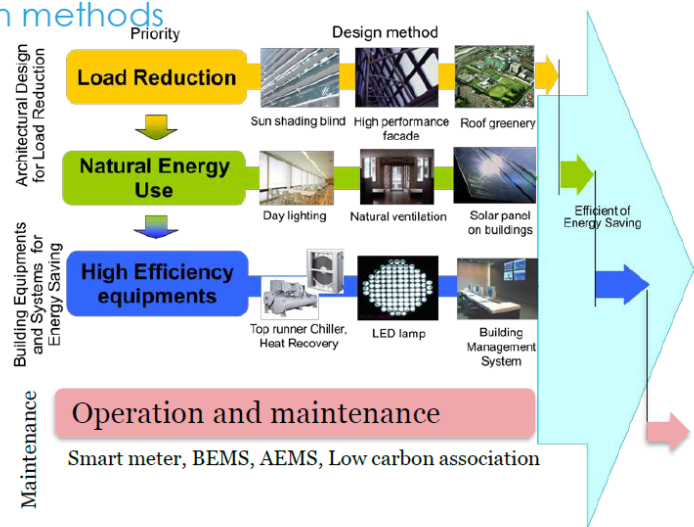 n methods
Priority
Design method
Architectural Design
for Load Reduction
Load Reduction
Sun shading blind
High performance
facade
Roof greenery
Natural Energy
Use
Day lighting
Natural ventilation
Solar panel
on buildings
Efficient of
Energy Saving
Building Equipments
and Systems for
Energy Saving
High Efficiency
equipments
Top runner Chiller,
Heat Recovery
LED lamp
Building
Management
System
Maintenance
Operation and maintenance
Smart meter, BEMS, AEMS, Low carbon association